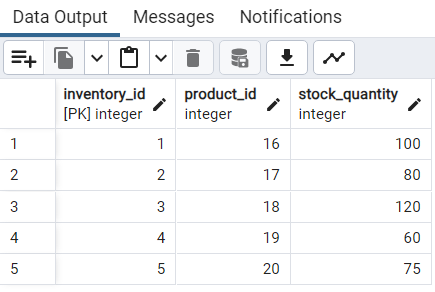 Data Output Messages Notifications
inventory_id product_id stock_quantity
[PK] integer integer integer
1 1 16 100
2 2 17 80
3 3 18 120
4 4 19 60
5 5 20 75